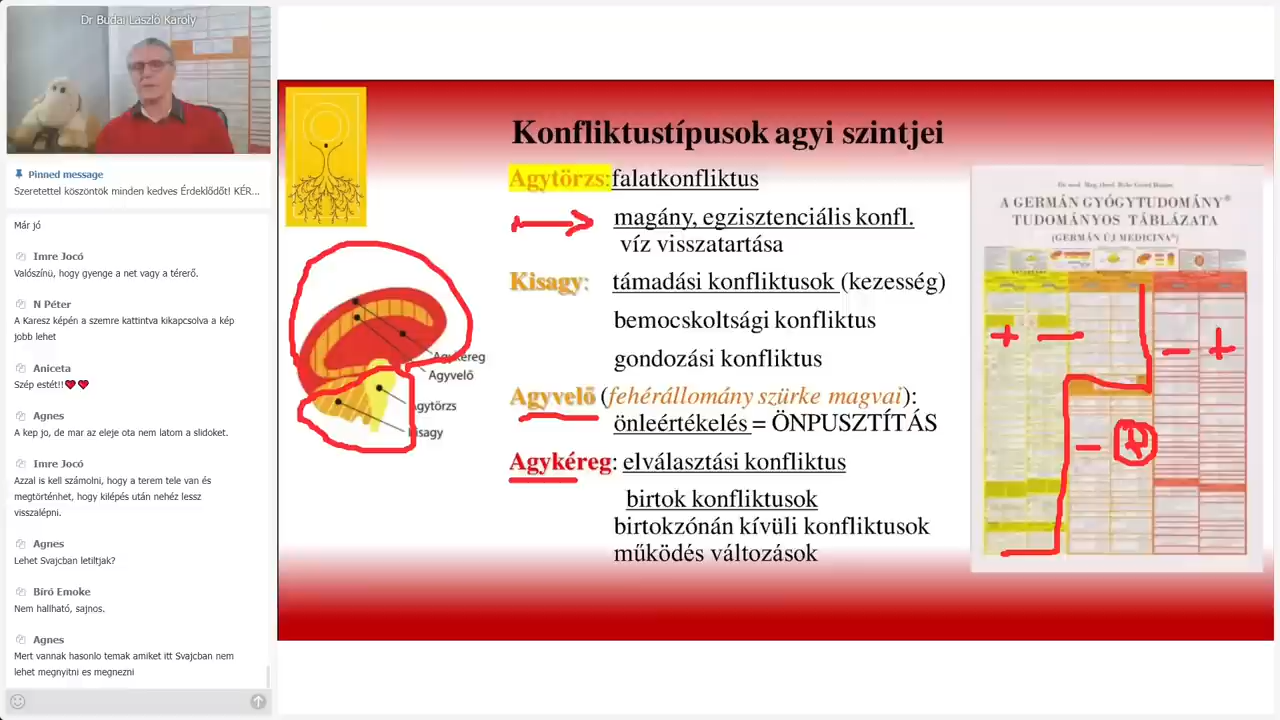 Dr Budai László Károly
Pinned message
Szeretettel köszöntök minden kedves Érdeklődőt! KÉR...
Már jó
Imre Jocó
Valószínü, hogy gyenge a net vagy a térerő.
N Péter
A Karesz képén a szemre kattintva kikapcsolva a kép
jobb lehet
Aniceta
Szép estét!!❤❤
Agnes
A kep jo, de mar az eleje ota nem latom a slidokat.
Imre Jocó
Azzal is kell számolni, hogy a terem tele van és
megtörténhet, hogy kilépés után nehéz lessz
visszalépni.
Agnes
Lehet Svajcban letiltjak?
Bíró Emoke
Nem hallható, sajnos.
Agnes
Mert vannak hasonlo temak amiket itt Svajcban nem
lehet megnyitni es megnezni
Konfliktustípusok agyi szintjei
Agytörzs: falatkonfliktus
magány, egzisztenciális konfl.
víz visszatartása
Kisagy: támadási konfliktusok (kezesség)
bemocskoltsági konfliktus
gondozási konfliktus
Agyvelő (fehérállomány szürke magvai):
önleértékelés = ÖNPUSZTÍTÁS
Agykéreg: elválasztási konfliktus
birtok konfliktusok
birtokzónán kívüli konfliktusok
működés változások
Agykéreg
Agyvelő
Agytörzs
Kisagy
A GERMÁN GYÓGYTUDOMÁNY®
TUDOMÁNYOS TÁBLÁZATA
(GERMÁN ÚJ MEDICINA®)
+ − − +
−